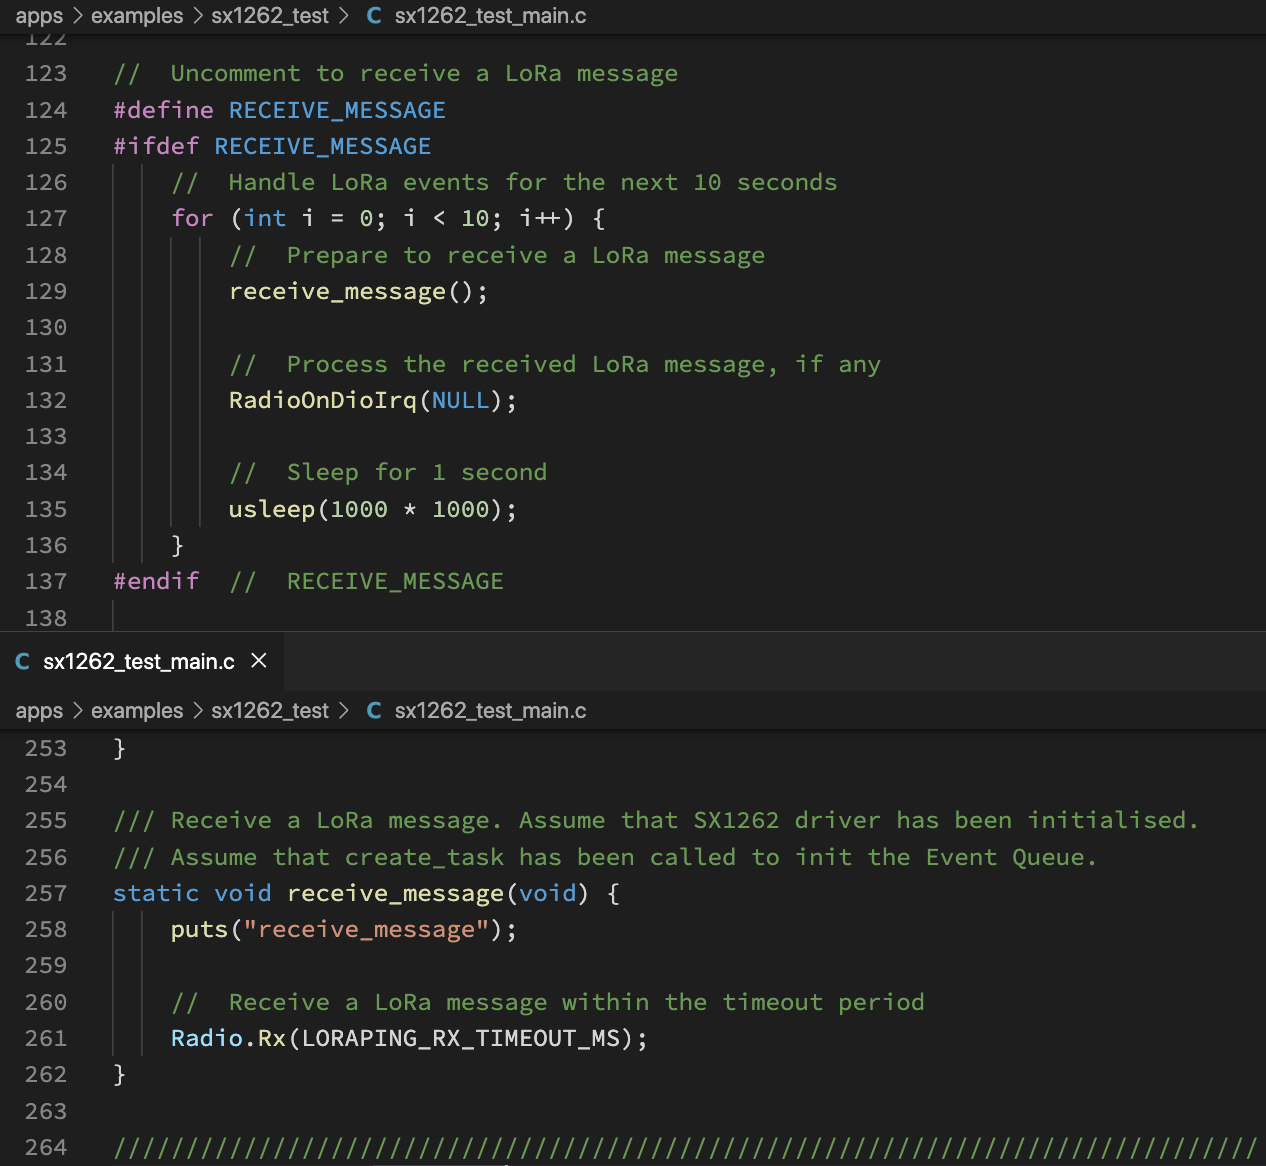 apps > examples > sx1262_test > C sx1262_test_main.c
122
123 // Uncomment to receive a LoRa message
124 #define RECEIVE_MESSAGE
125 #ifdef RECEIVE_MESSAGE
126 // Handle LoRa events for the next 10 seconds
127 for (int i = 0; i < 10; i++) {
128 // Prepare to receive a LoRa message
129 receive_message();
130
131 // Process the received LoRa message, if any
132 RadioOnDioIrq(NULL);
133
134 // Sleep for 1 second
135 usleep(1000 * 1000);
136 }
137 #endif // RECEIVE_MESSAGE
138
C sx1262_test_main.c ×
apps > examples > sx1262_test > C sx1262_test_main.c
253 }
254
255 /// Receive a LoRa message. Assume that SX1262 driver has been initialised.
256 /// Assume that create_task has been called to init the Event Queue.
257 static void receive_message(void) {
258 puts("receive_message");
259
260 // Receive a LoRa message within the timeout period
261 Radio.Rx(LORAPING_RX_TIMEOUT_MS);
262 }
263
264 ///////////////////////////////////////////////////////////////////////////////